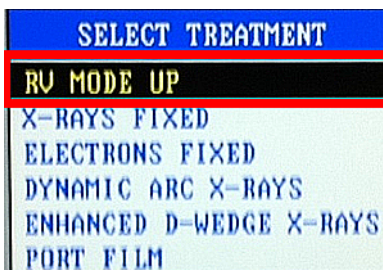 SELECT TREATMENT
RV MODE UP
X-RAYS FIXED
ELECTRONS FIXED
DYNAMIC ARC X-RAYS
ENHANCED D-WEDGE X-RAYS
PORT FILM